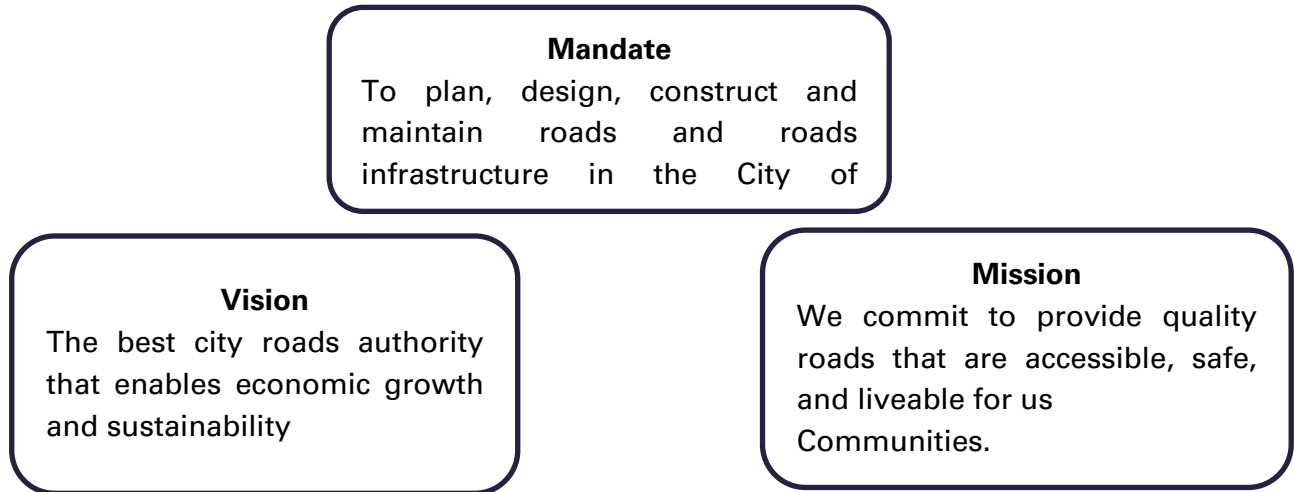 Mandate
To plan, design, construct and
maintain roads and roads
infrastructure in the City of
Vision
The best city roads authority
that enables economic growth
and sustainability
Mission
We commit to provide quality
roads that are accessible, safe,
and liveable for us
Communities.